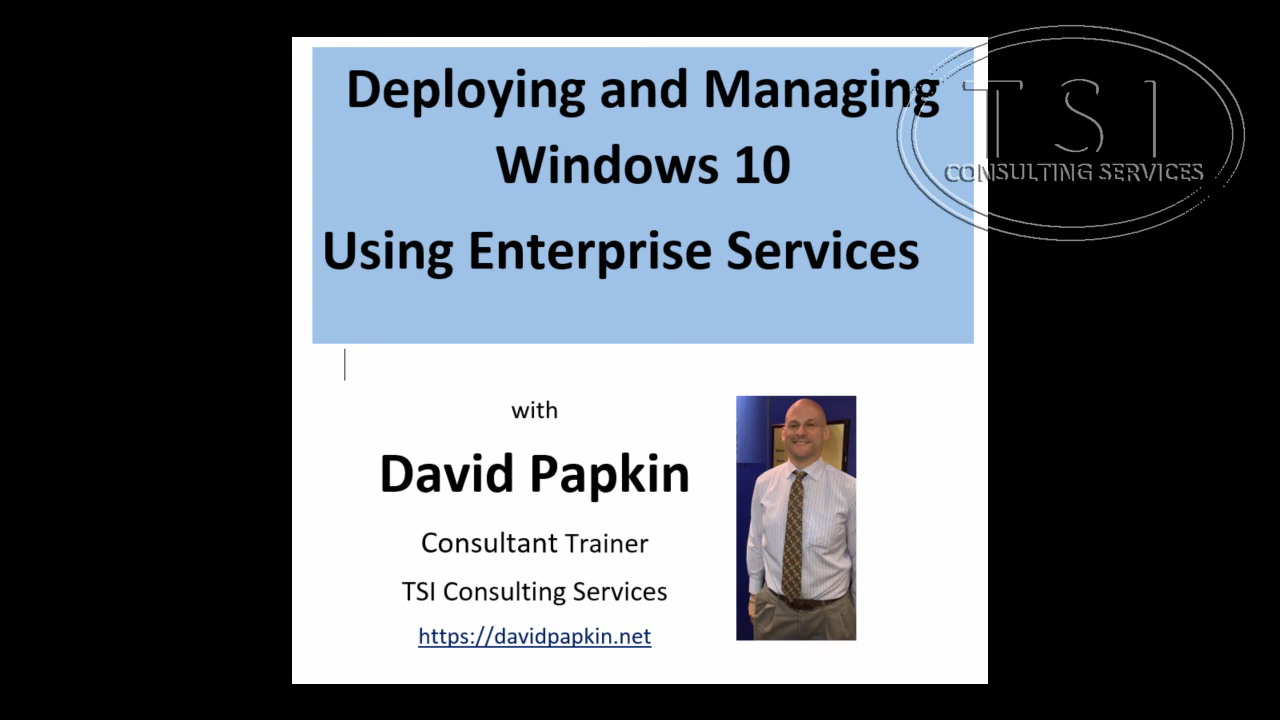 Deploying and Managing
Windows 10
Using Enterprise Services
T S I
CONSULTING SERVICES
with
David Papkin
Consultant Trainer
TSI Consulting Services
https://davidpapkin.net